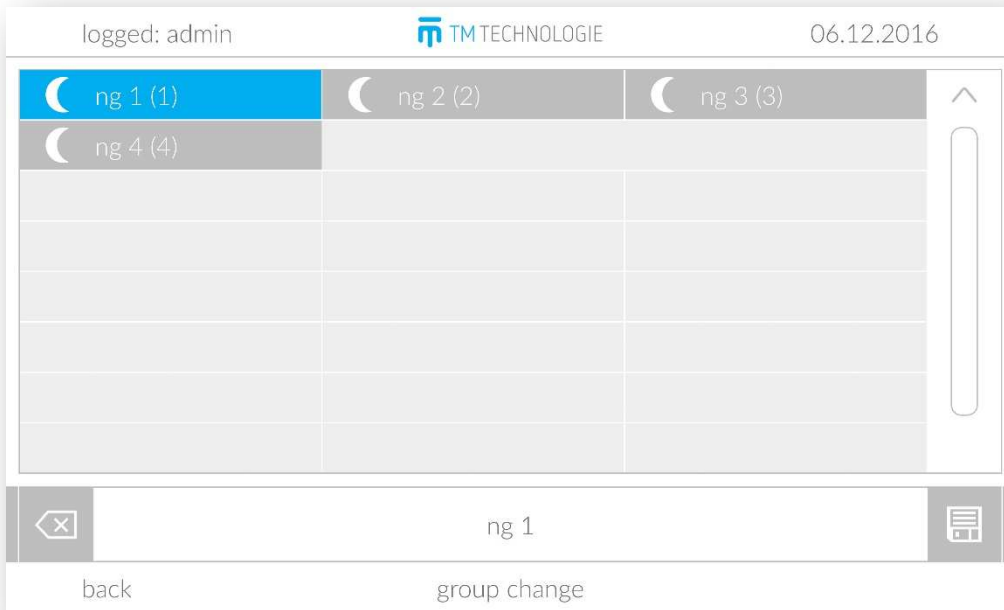 logged: admin TM TECHNOLOGIE 06.12.2016
ng 1 (1) ng 2 (2) ng 3 (3)
ng 4 (4)
ng 1
back group change